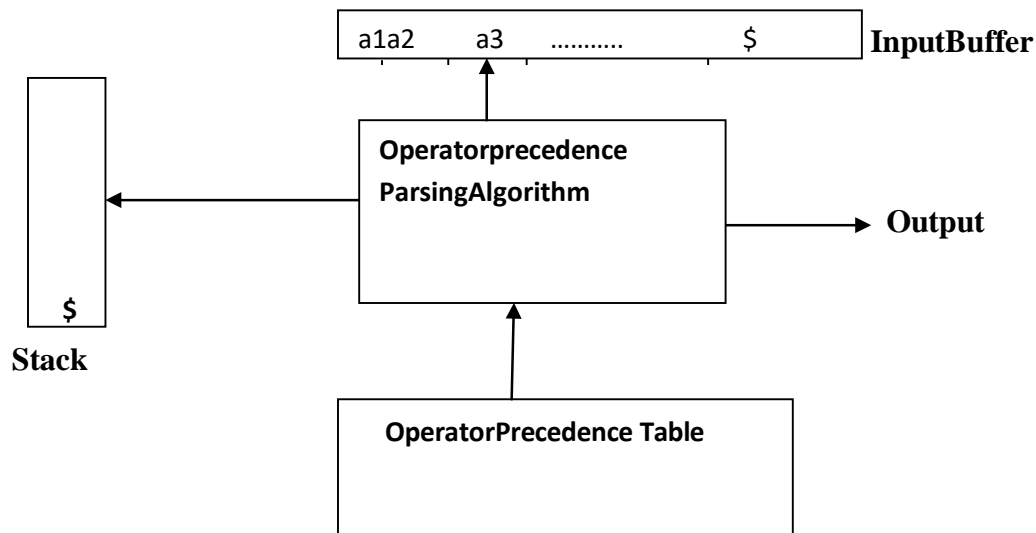 a1a2 a3 ……….. $
InputBuffer
Operatorprecedence
ParsingAlgorithm
Output
$
Stack
OperatorPrecedence Table